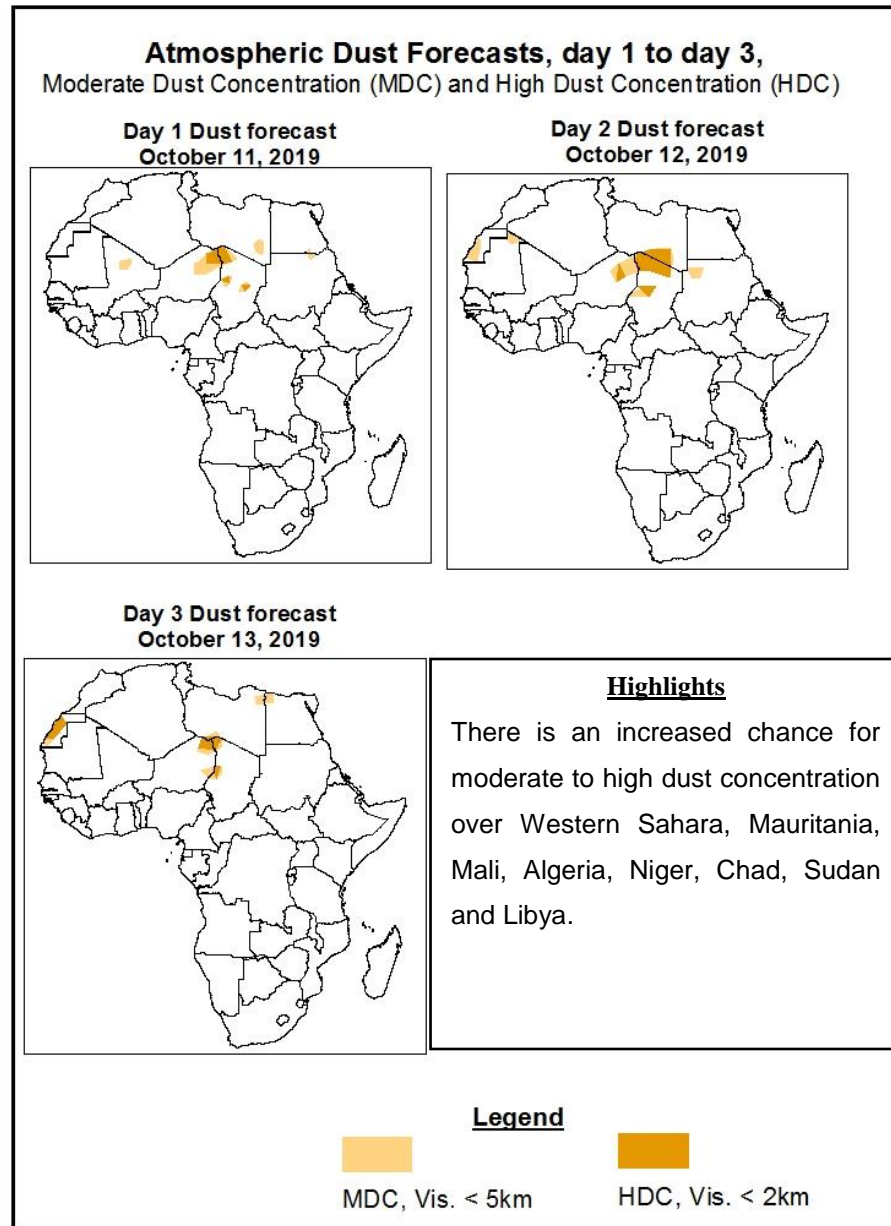 Atmospheric Dust Forecasts, day 1 to day 3,
Moderate Dust Concentration (MDC) and High Dust Concentration (HDC)
Day 1 Dust forecast
October 11, 2019
Day 2 Dust forecast
October 12, 2019
Day 3 Dust forecast
October 13, 2019
Highlights
There is an increased chance for
moderate to high dust concentration
over Western Sahara, Mauritania,
Mali, Algeria, Niger, Chad, Sudan
and Libya.
Legend
MDC, Vis. < 5km
HDC, Vis. < 2km